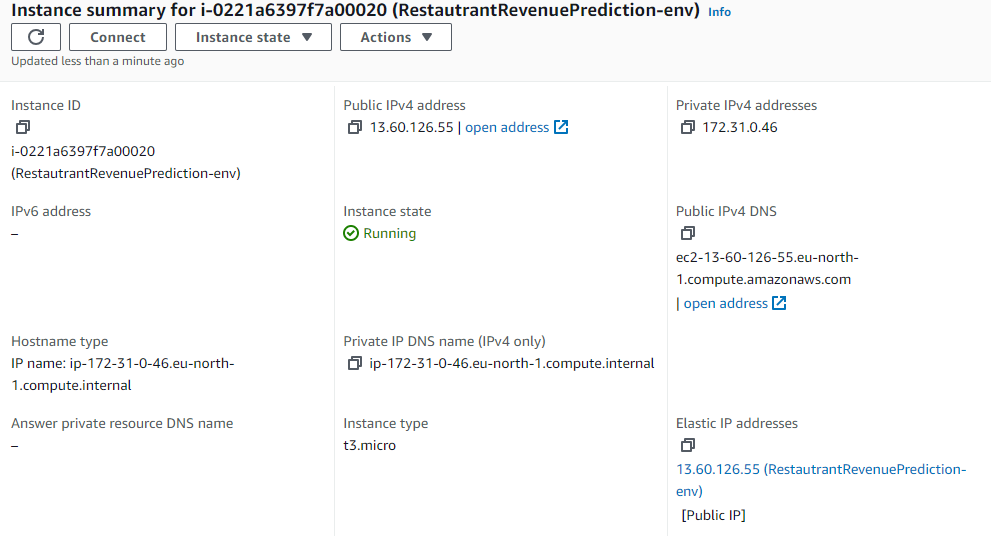 Instance summary for i-0221a6397f7a00020 (RestautrantRevenuePrediction-env) Info
Connect Instance state Actions
Updated less than a minute ago
Instance ID
i-0221a6397f7a00020
(RestautrantRevenuePrediction-env)
Public IPv4 address
13.60.126.55 | open address
Private IPv4 addresses
172.31.0.46
IPv6 address
–
Instance state
Running
Public IPv4 DNS
ec2-13-60-126-55.eu-north-
1.compute.amazonaws.com
| open address
Hostname type
IP name: ip-172-31-0-46.eu-north-
1.compute.internal
Private IP DNS name (IPv4 only)
ip-172-31-0-46.eu-north-1.compute.internal
Answer private resource DNS name
–
Instance type
t3.micro
Elastic IP addresses
13.60.126.55 (RestautrantRevenuePrediction-
env)
[Public IP]